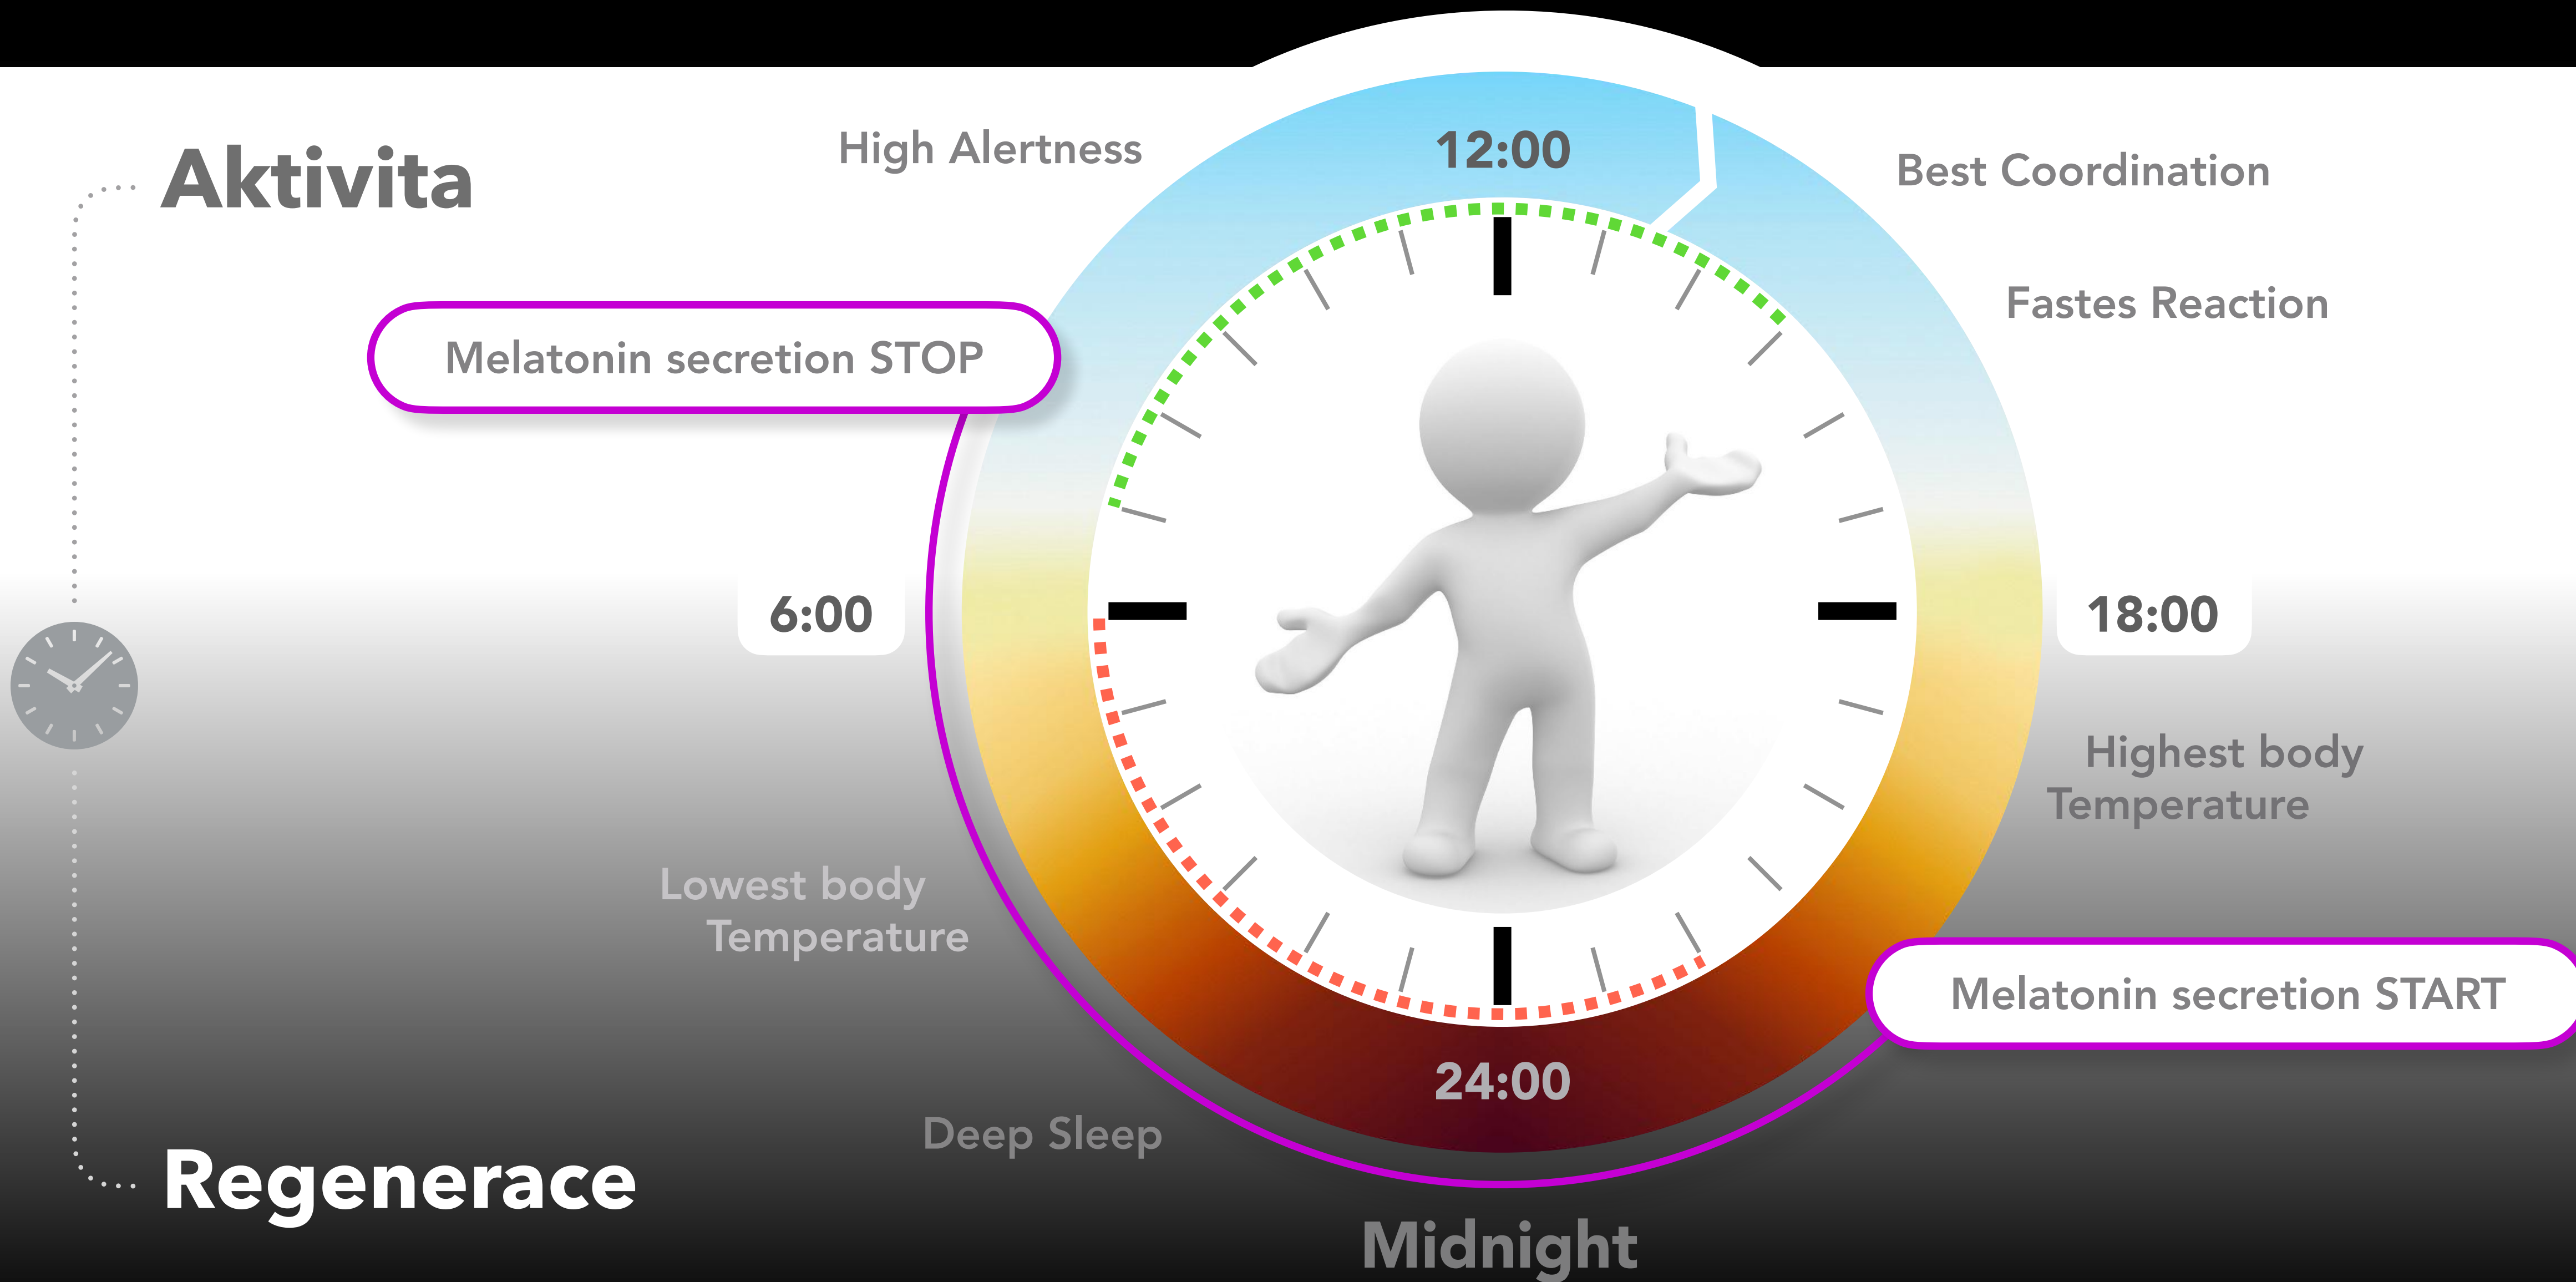 High Alertness
12:00
Aktivita
Best Coordination
Fastes Reaction
Melatonin secretion STOP
6:00
18:00
Highest body
Temperature
Lowest body
Temperature
Melatonin secretion START
24:00
Deep Sleep
Regenerace
Midnight